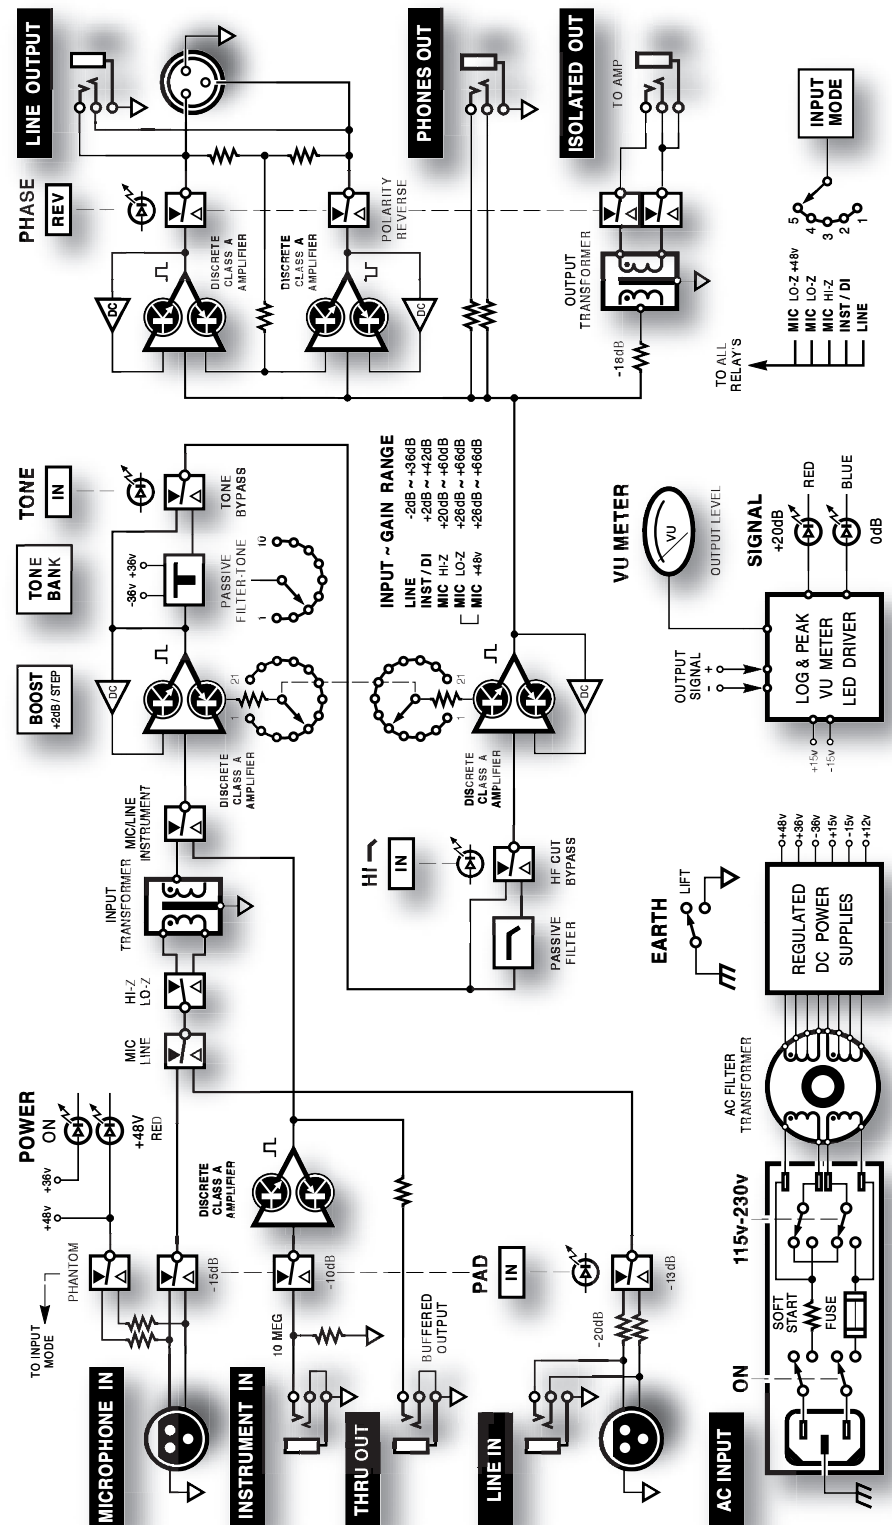 MICROPHONE IN
TO INPUT
MODE
PHANTOM
+48v
+36v
POWER
ON
+48V
RED
-15dB
MIC
LINE
HI-Z
LO-Z
INPUT
TRANSFORMER
MIC/LINE
INSTRUMENT
BOOST
+2dB / STEP
DC
DISCRETE
CLASS A
AMPLIFIER
1
21
TONE
BANK
-36v +36v
T
PASSIVE
FILTER-TONE
1
10
TONE
IN
TONE
BYPASS
PHASE
REV
DC
DISCRETE
CLASS A
AMPLIFIER
DISCRETE
CLASS A
AMPLIFIER
DC
POLARITY
REVERSE
LINE OUTPUT
INSTRUMENT IN
10 MEG
-10dB
DISCRETE
CLASS A
AMPLIFIER
THRU OUT
BUFFERED
OUTPUT
HI
IN
HF CUT
BYPASS
PASSIVE
FILTER
DISCRETE
CLASS A
AMPLIFIER
1
21
DC
INPUT ~ GAIN RANGE
LINE -2dB ~ +36dB
INST / DI +2dB ~ +42dB
MIC HI-Z +20dB ~ +60dB
MIC LO-Z +26dB ~ +66dB
MIC +48v +26dB ~ +66dB
PHONES OUT
LINE IN
PAD
IN
-20dB
-13dB
ISOLATED OUT
TO AMP
OUTPUT
TRANSFORMER
-18dB
EARTH
LIFT
VU METER
VU
OUTPUT LEVEL
OUTPUT
SIGNAL
- +
SIGNAL
+20dB
RED
0dB
BLUE
LOG & PEAK
VU METER
LED DRIVER
+15v
-15v
TO ALL
RELAY'S
MIC LO-Z +48v
MIC LO-Z
MIC HI-Z
INST / DI
LINE
INPUT
MODE
5
4
3
2
1
AC INPUT
ON
SOFT
START
FUSE
115v-230v
AC FILTER
TRANSFORMER
REGULATED
DC POWER
SUPPLIES
+48v
+36v
-36v
+15v
-15v
+12v